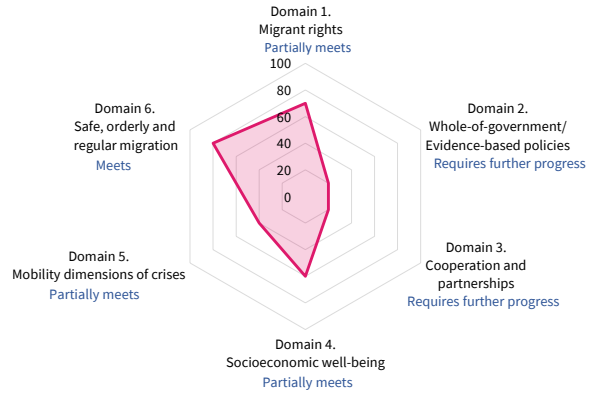 Domain 1.
Migrant rights
Partially meets
100
80
60
40
20
0
Domain 2.
Whole-of-government/
Evidence-based policies
Requires further progress
Domain 3.
Cooperation and
partnerships
Requires further progress
Domain 4.
Socioeconomic well-being
Partially meets
Domain 5.
Mobility dimensions of crises
Partially meets
Domain 6.
Safe, orderly and
regular migration
Meets